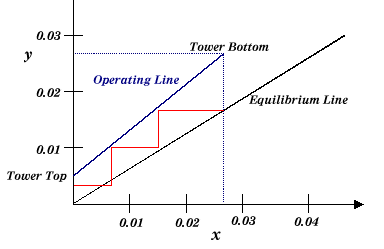 0.03
y
Tower Bottom
Operating Line
0.02
Equilibrium Line
0.01
Tower Top
0.01 0.02 0.03 0.04
x